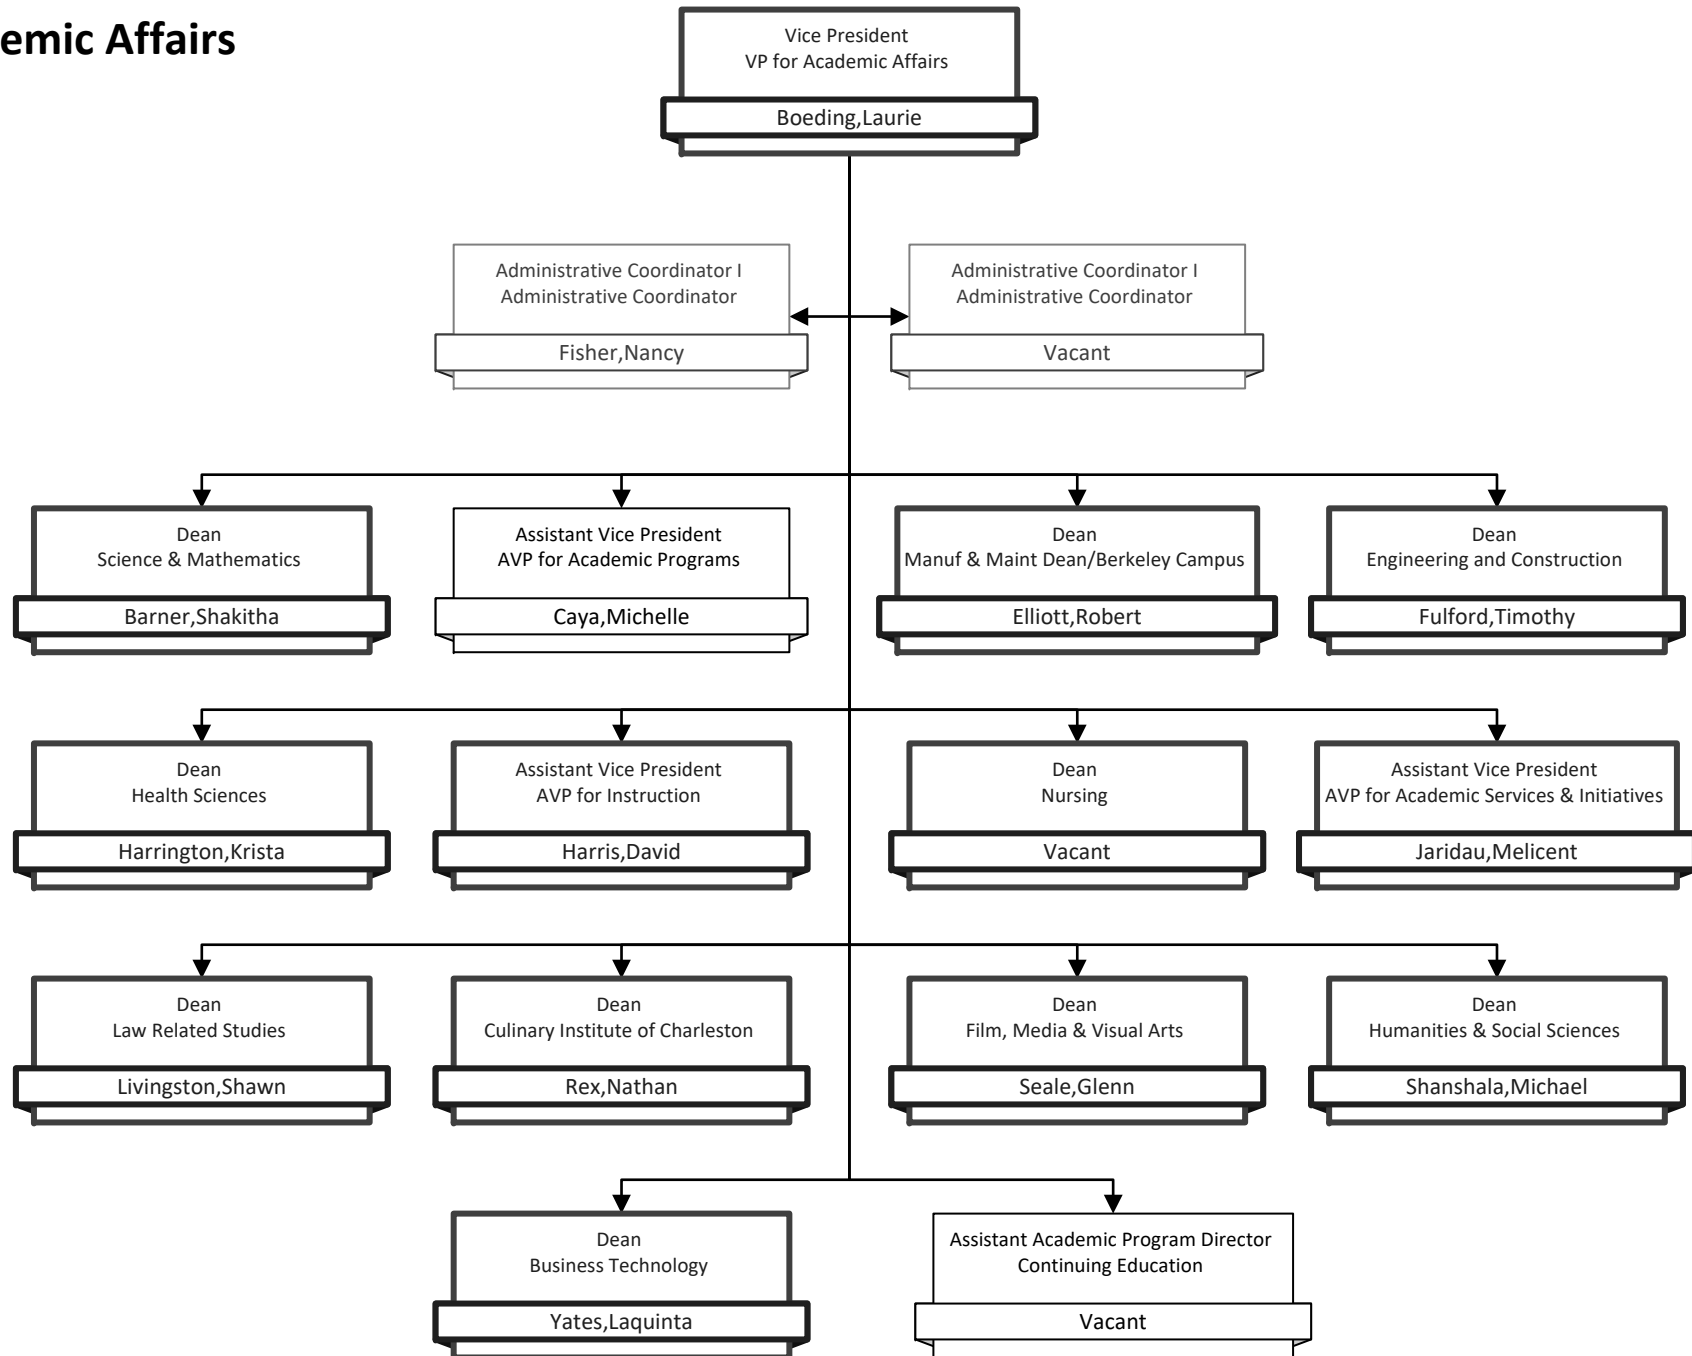 emic Affairs
Vice President
VP for Academic Affairs
Boeding,Laurie
Administrative Coordinator I
Administrative Coordinator
Fisher,Nancy
Administrative Coordinator I
Administrative Coordinator
Vacant
Dean
Science & Mathematics
Barner,Shakitha
Assistant Vice President
AVP for Academic Programs
Caya,Michelle
Dean
Manuf & Maint Dean/Berkeley Campus
Elliott,Robert
Dean
Engineering and Construction
Fulford,Timothy
Dean
Health Sciences
Harrington,Krista
Assistant Vice President
AVP for Instruction
Harris,David
Dean
Nursing
Vacant
Assistant Vice President
AVP for Academic Services & Initiatives
Jaridau,Melicent
Dean
Law Related Studies
Livingston,Shawn
Dean
Culinary Institute of Charleston
Rex,Nathan
Dean
Film, Media & Visual Arts
Seale,Glenn
Dean
Humanities & Social Sciences
Shanshala,Michael
Dean
Business Technology
Yates,Laquinta
Assistant Academic Program Director
Continuing Education
Vacant